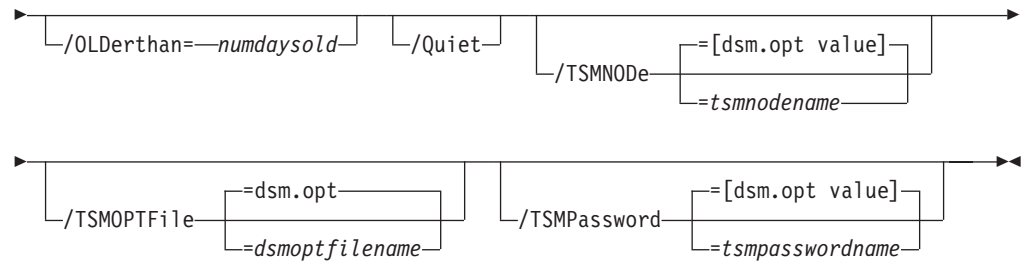 =[dsm.opt value]
/OLDerthan= numdaysold /Quiet
/TSMNODe
=tsmnodename
=dsm.opt =[dsm.opt value]
/TSMOPTFile /TSMPassword
=dsmoptfilename =tsmpasswordname